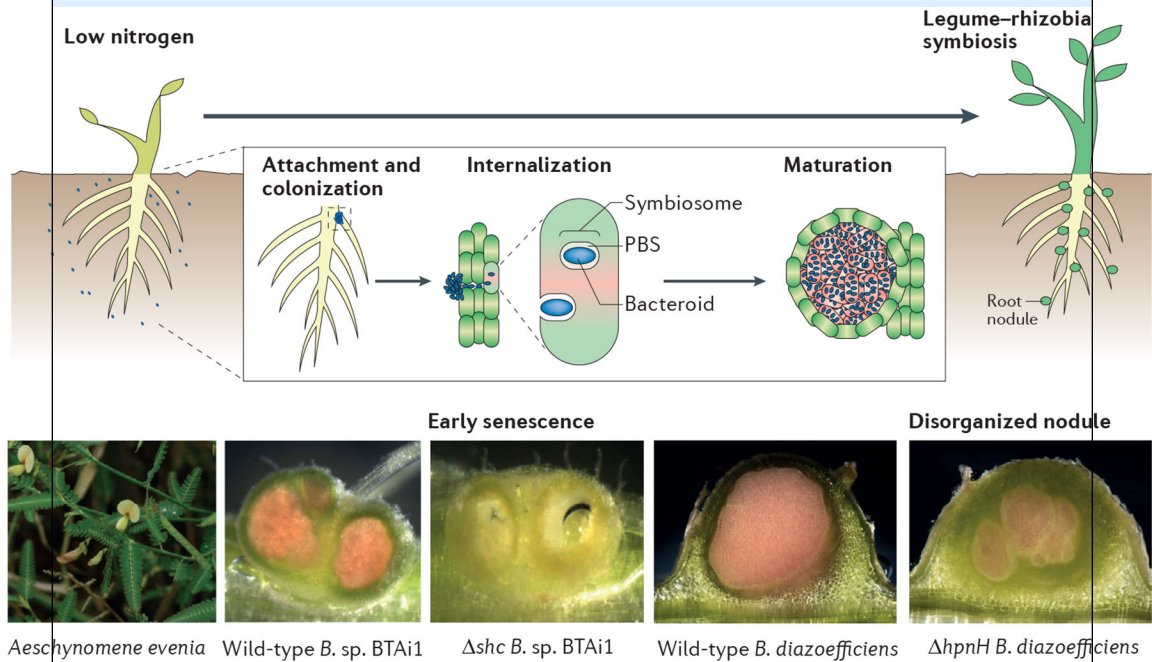 Low nitrogen
Legume–rhizobia
symbiosis
Attachment and
colonization
Internalization
Maturation
Symbiosome
PBS
Bacteroid
Root
nodule
Early senescence
Disorganized nodule
Aeschynomene evenia
Wild-type B. sp. BTAi1
Δshc B. sp. BTAi1
Wild-type B. diazoefficiens
ΔhpnH B. diazoefficiens